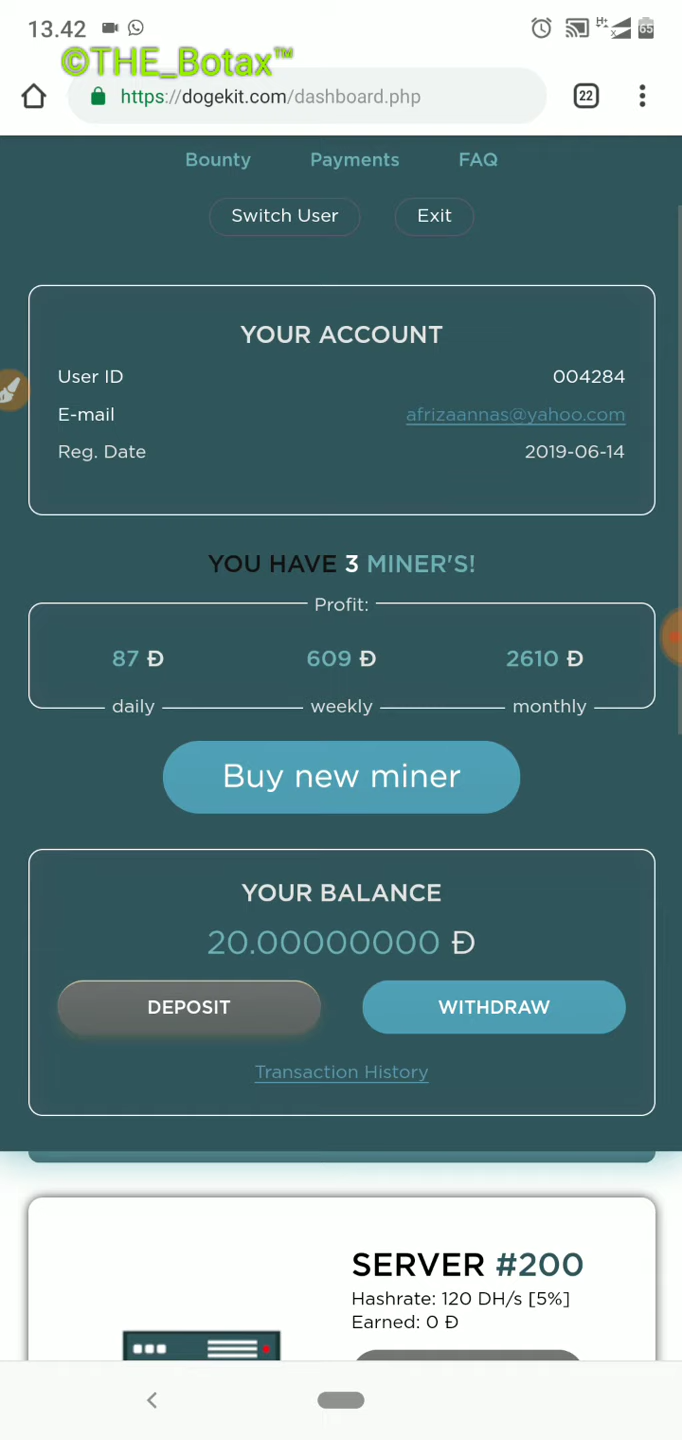 13.42
65
©THE_Botax™
https://dogekit.com/dashboard.php
22
Bounty Payments FAQ
Switch User Exit
YOUR ACCOUNT
User ID 004284
E-mail afrizaannas@yahoo.com
Reg. Date 2019-06-14
YOU HAVE 3 MINER'S!
Profit:
87 Đ 609 Đ 2610 Đ
daily weekly monthly
Buy new miner
YOUR BALANCE
20.00000000 Đ
DEPOSIT WITHDRAW
Transaction History
SERVER #200
Hashrate: 120 DH/s [5%]
Earned: 0 Đ